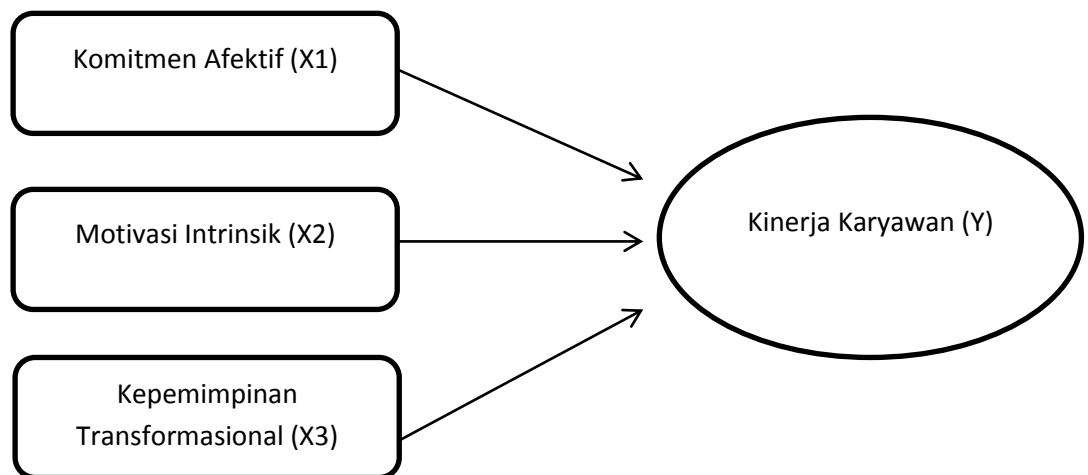 Komitmen Afektif (X1)
Motivasi Intrinsik (X2)
Kepemimpinan
Transformasional (X3)
Kinerja Karyawan (Y)